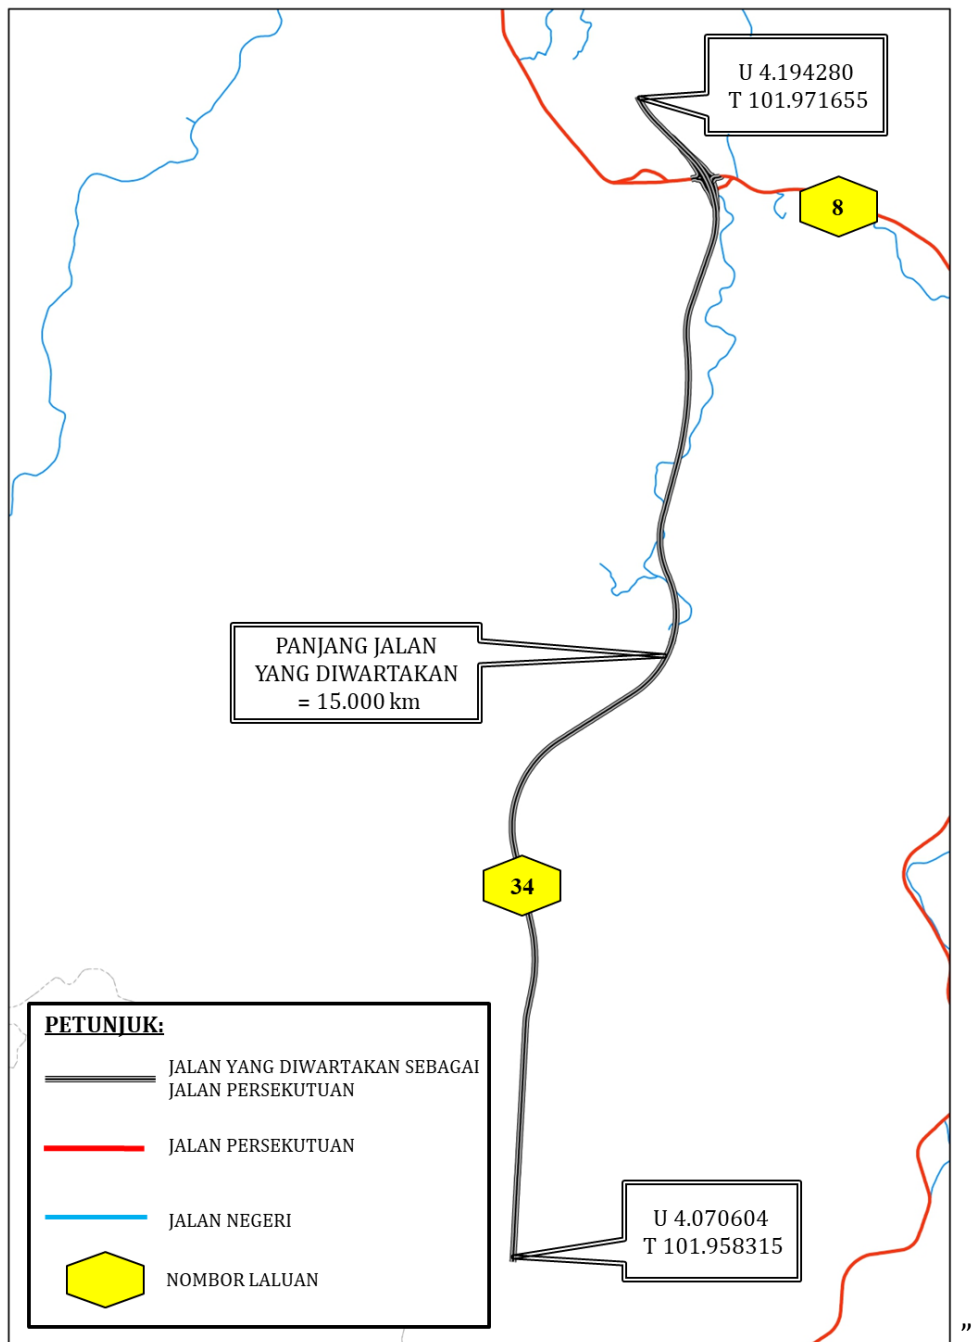 U 4.194280
T 101.971655
8
PANJANG JALAN
YANG DIWARTAKAN
= 15.000 km
34
PETUNJUK:
JALAN YANG DIWARTAKAN SEBAGAI
JALAN PERSEKUTUAN
JALAN PERSEKUTUAN
JALAN NEGERI
NOMBOR LALUAN
U 4.070604
T 101.958315
”